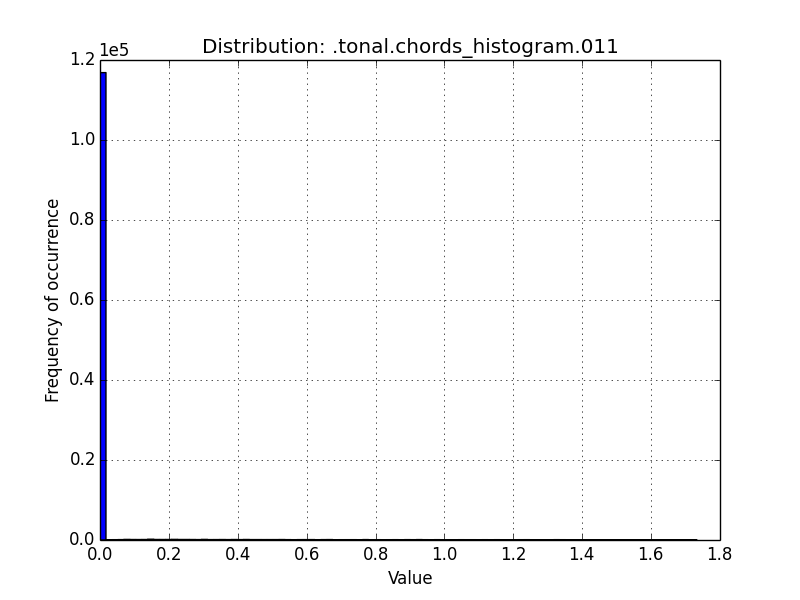 Distribution: .tonal.chords_histogram.011
1e5
1.2
1.0
0.8
0.6
0.4
0.2
0.0
Frequency of occurrence
0.0 0.2 0.4 0.6 0.8 1.0 1.2 1.4 1.6 1.8
Value